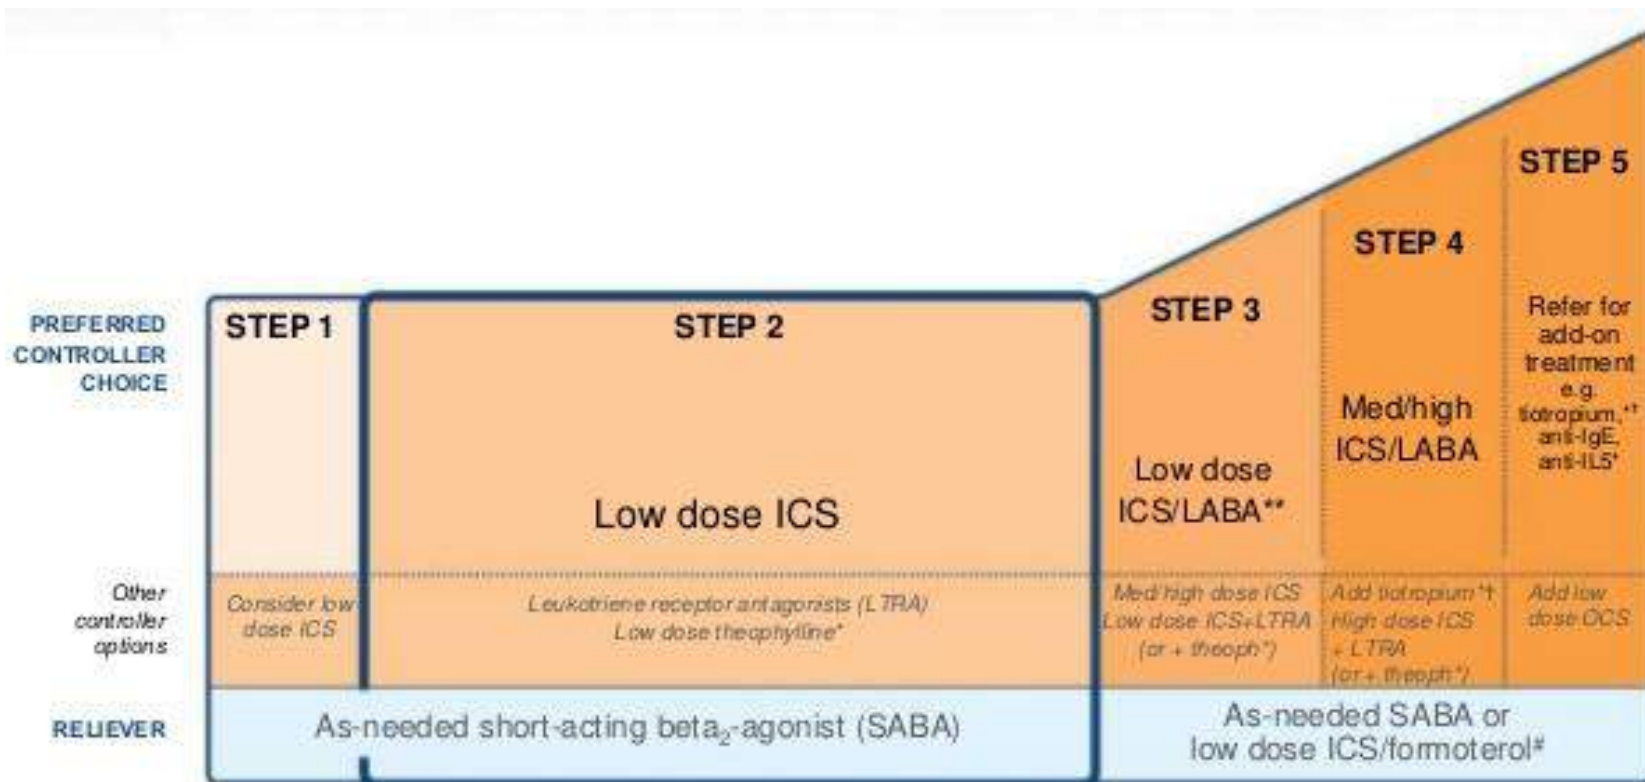 PREFERRED
CONTROLLER
CHOICE
STEP 1
STEP 2
Low dose ICS
STEP 3
Low dose
ICS/LABA**
STEP 4
Med/high
ICS/LABA
STEP 5
Refer for
add-on
treatment
e.g.
tiotropium,*†
anti-IgE,
anti-IL5*
Other
controller
options
Consider low
dose ICS
Leukotriene receptor antagonists (LTRA)
Low dose theophylline*
Med/high dose ICS
Low dose ICS+LTRA
(or + theoph*)
Add tiotropium*†
High dose ICS
+ LTRA
(or + theoph*)
Add low
dose OCS
RELIEVER
As-needed short-acting beta₂-agonist (SABA)
As-needed SABA or
low dose ICS/formoterol#